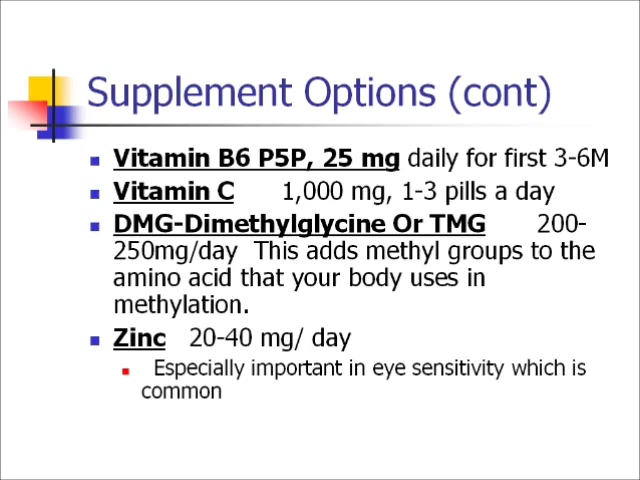 Supplement Options (cont)
Vitamin B6 P5P, 25 mg daily for first 3-6M
Vitamin C 1,000 mg, 1-3 pills a day
DMG-Dimethylglycine Or TMG 200-
250mg/day This adds methyl groups to the
amino acid that your body uses in
methylation.
Zinc 20-40 mg/ day
Especially important in eye sensitivity which is
common